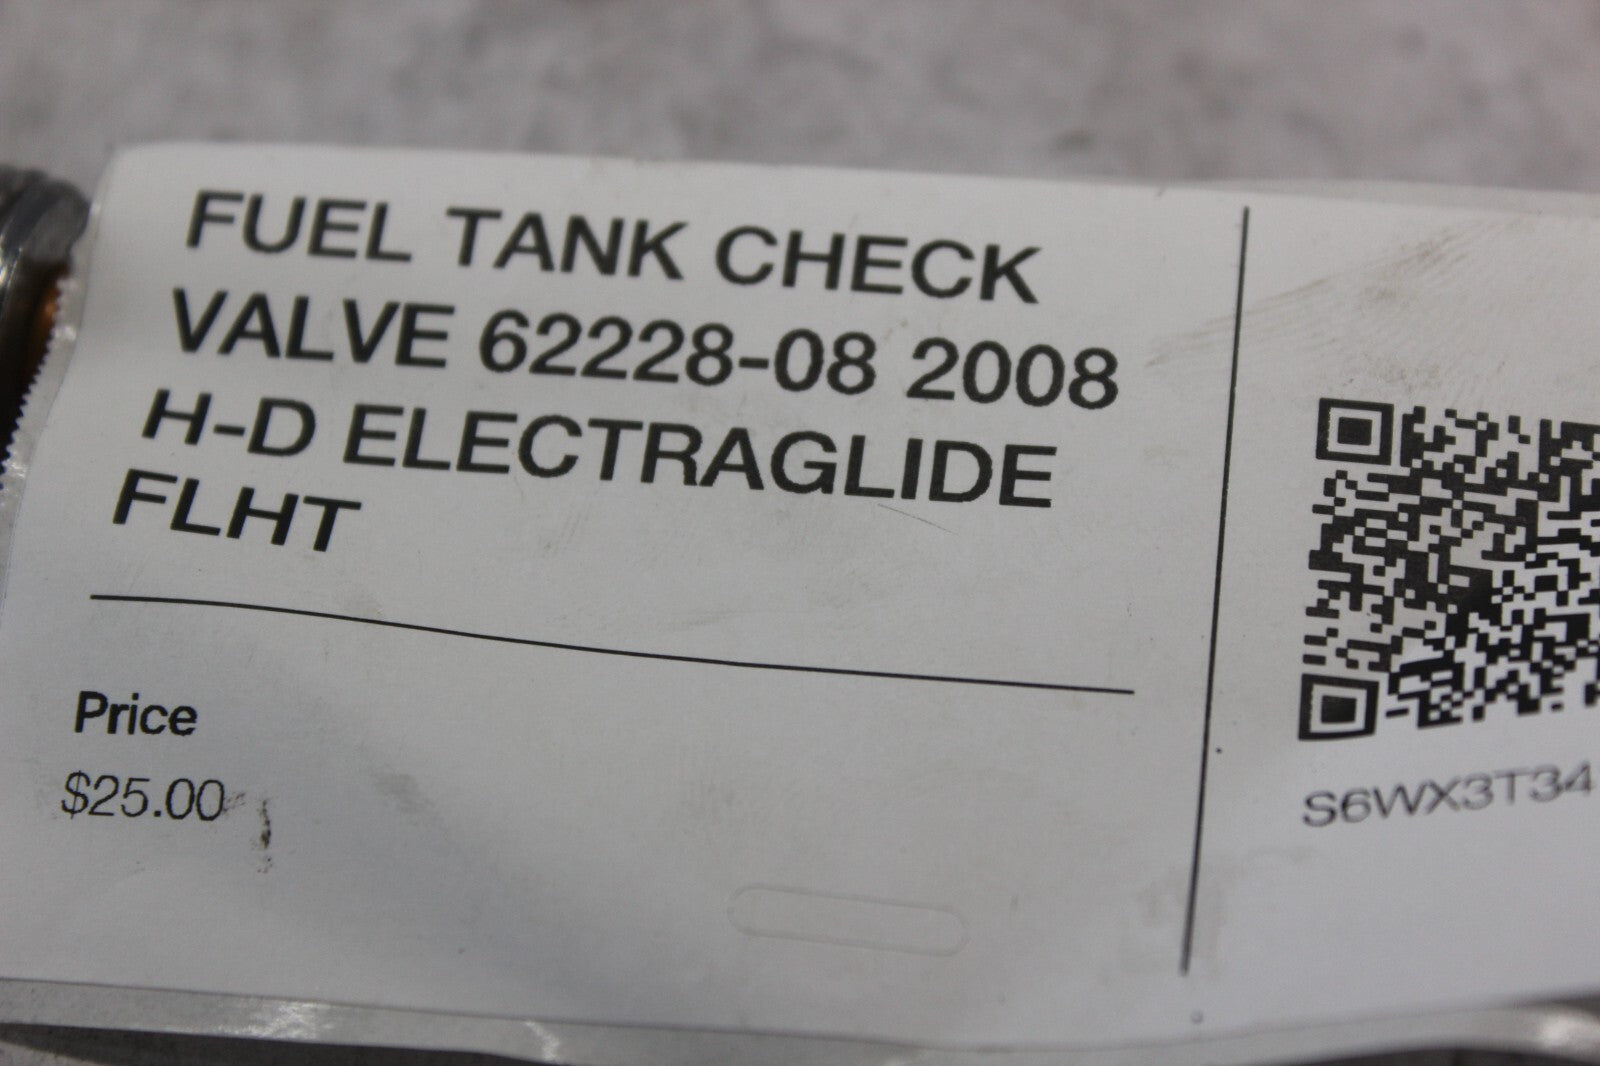 FUEL TANK CHECK
VALVE 62228-08 2008
H-D ELECTRAGLIDE
FLHT
Price
$25.00
S6WX3T34